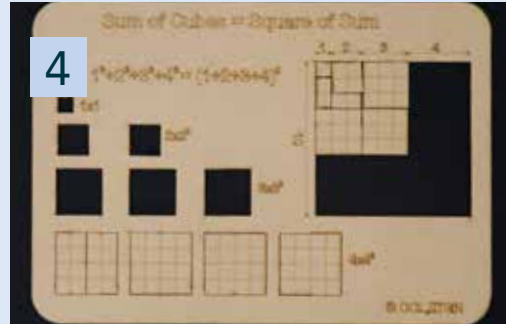 Sum of Cubes = Square of Sum
4
1 2 3 4
1³+2³+3³+4³ = (1+2+3+4)²
1x1
2x2²
3x3²
4x4²